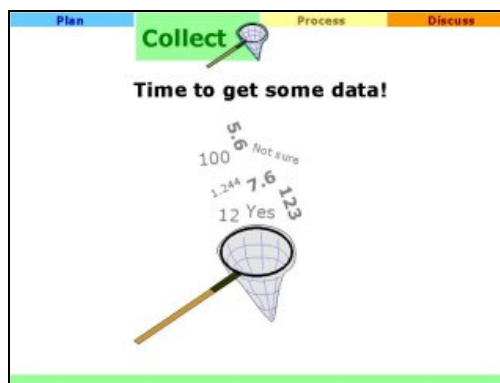 Plan
Collect
Process
Discuss
Time to get some data!
5.6
100
Not sure
1.244
7.6
123
12
Yes